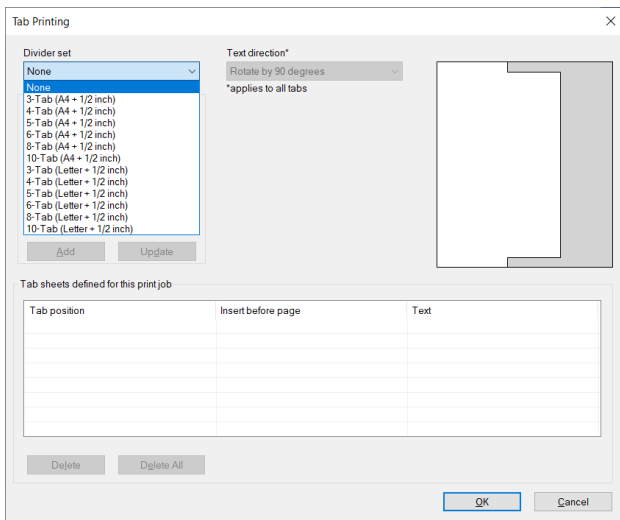 Tab Printing
Divider set
Text direction*
None
Rotate by 90 degrees
*applies to all tabs
None
3-Tab (A4 + 1/2 inch)
4-Tab (A4 + 1/2 inch)
5-Tab (A4 + 1/2 inch)
6-Tab (A4 + 1/2 inch)
8-Tab (A4 + 1/2 inch)
10-Tab (A4 + 1/2 inch)
3-Tab (Letter + 1/2 inch)
4-Tab (Letter + 1/2 inch)
5-Tab (Letter + 1/2 inch)
6-Tab (Letter + 1/2 inch)
8-Tab (Letter + 1/2 inch)
10-Tab (Letter + 1/2 inch)
Add
Update
Tab sheets defined for this print job
Tab position
Insert before page
Text
Delete
Delete All
OK
Cancel